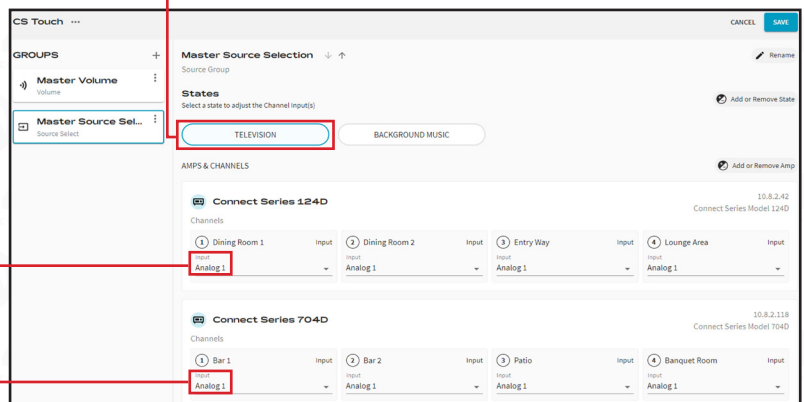 CS Touch ...
CANCEL
SAVE
GROUPS +
Master Volume
Volume
Master Source Sel...
Source Select
Master Source Selection ↓ ↑
Source Group
Rename
States
Select a state to adjust the Channel input(s)
Add or Remove State
TELEVISION
BACKGROUND MUSIC
AMPS & CHANNELS
Add or Remove Amp
Connect Series 124D
10.8.2.42
Connect Series Model 124D
Channels
1 Dining Room 1 Input
Input
Analog 1
2 Dining Room 2 Input
Input
Analog 1
3 Entry Way Input
Input
Analog 1
4 Lounge Area Input
Input
Analog 1
Connect Series 704D
10.8.2.118
Connect Series Model 704D
Channels
1 Bar 1 Input
Input
Analog 1
2 Bar 2 Input
Input
Analog 1
3 Patio Input
Input
Analog 1
4 Banquet Room Input
Input
Analog 1